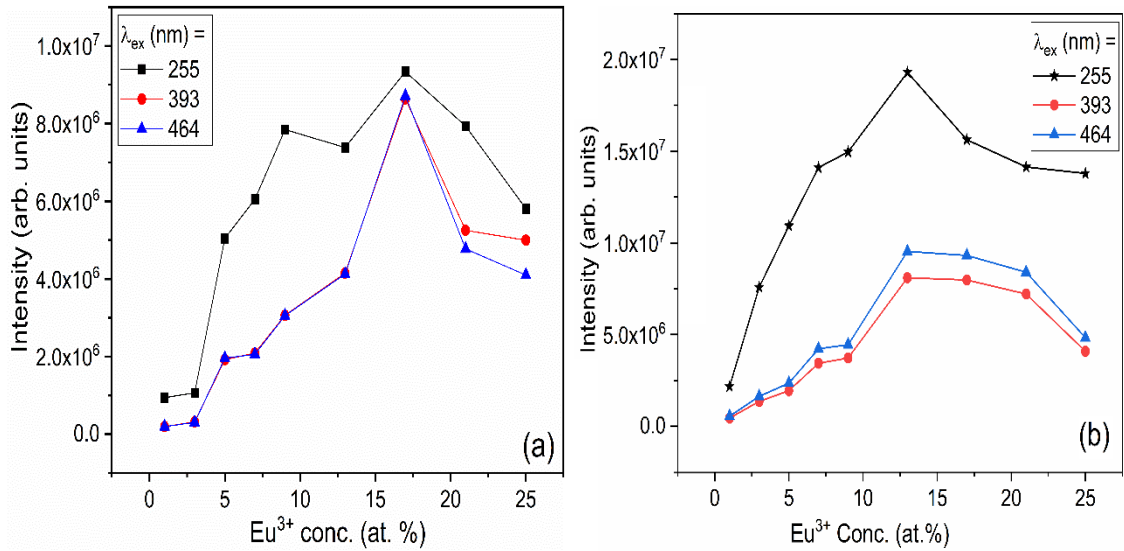 λex (nm) =
255
393
464
1.0x10⁷
8.0x10⁶
6.0x10⁶
4.0x10⁶
2.0x10⁶
0.0
Intensity (arb. units)
0 5 10 15 20 25
Eu³⁺ conc. (at. %)
(a)
λex (nm) =
255
393
464
2.0x10⁷
1.5x10⁷
1.0x10⁷
5.0x10⁶
0.0
Intensity (arb. units)
0 5 10 15 20 25
Eu³⁺ Conc. (at.%)
(b)